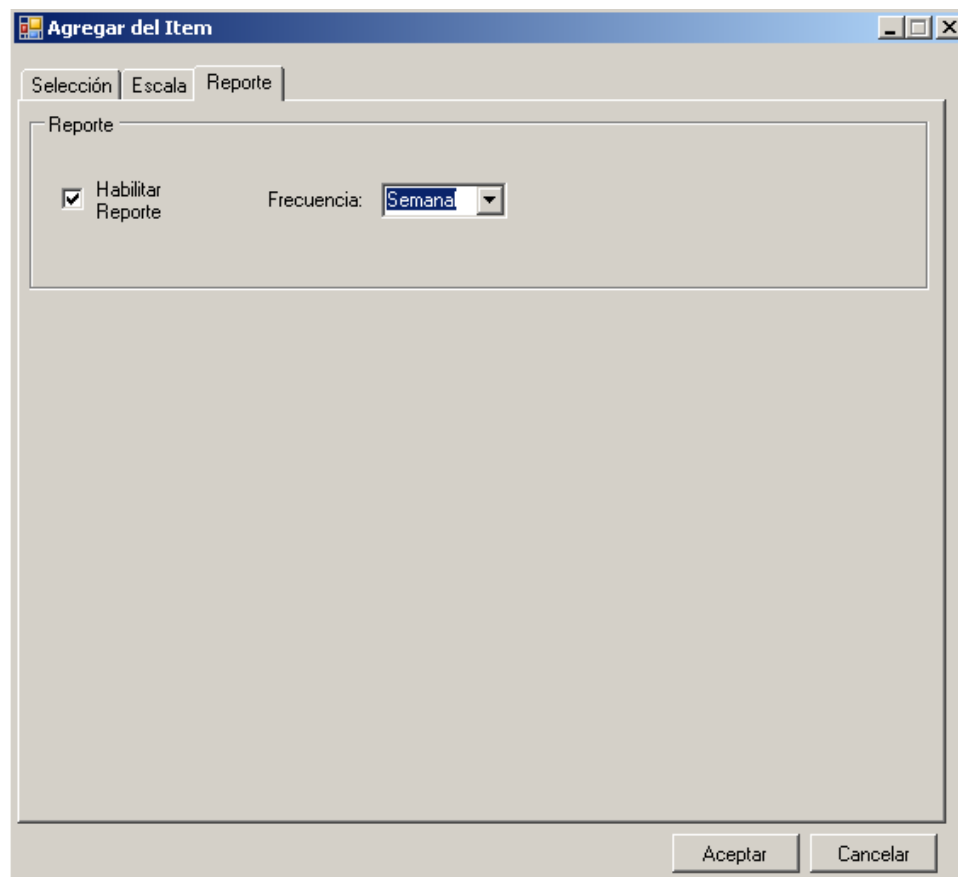 Agregar del Item
Selección Escala Reporte
Reporte
Habilitar
Reporte
Frecuencia: Semanal
Aceptar Cancelar